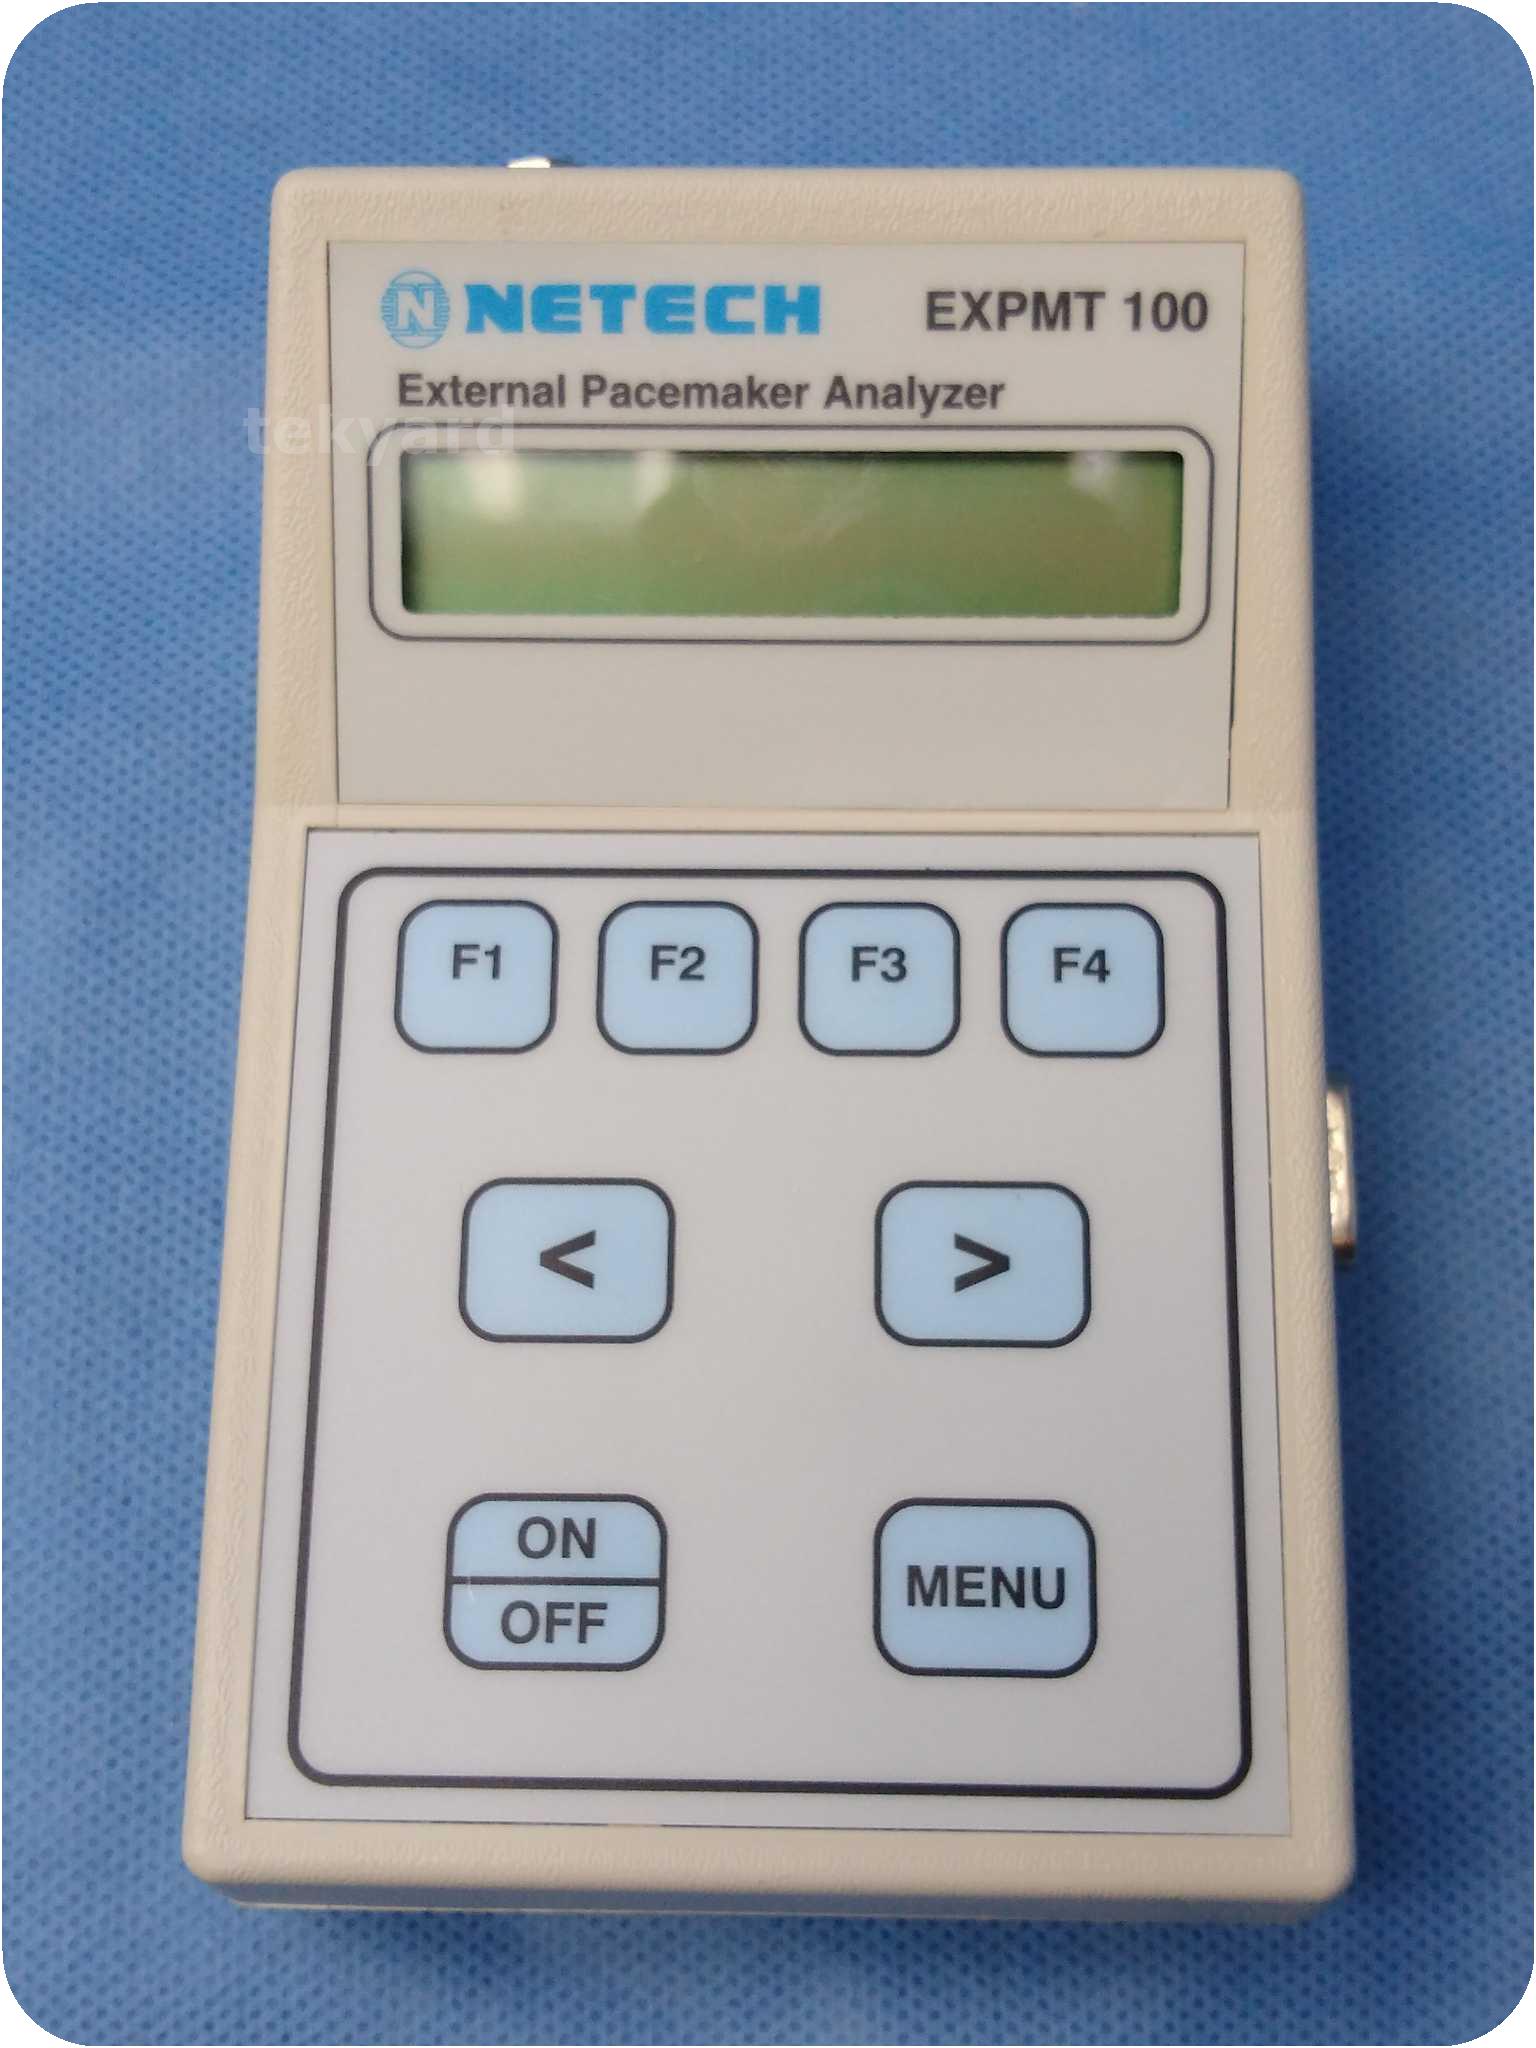 N NETECH EXPMT 100
External Pacemaker Analyzer
tekyard
F1 F2 F3 F4
< >
ON
OFF
MENU